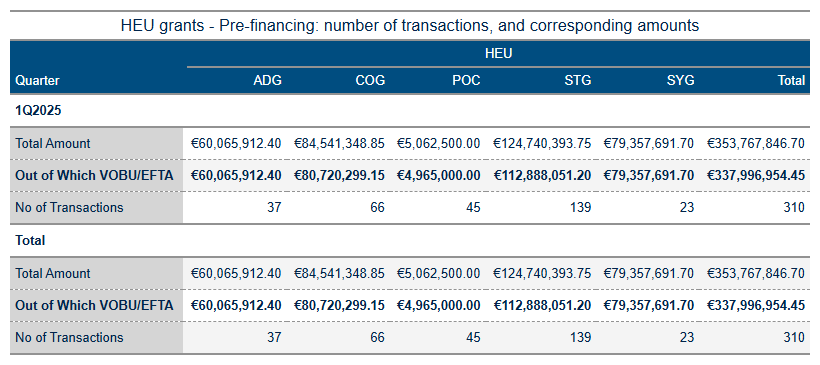 HEU grants - Pre-financing: number of transactions, and corresponding amounts
HEU
Quarter ADG COG POC STG SYG Total
1Q2025
Total Amount €60,065,912.40 €84,541,348.85 €5,062,500.00 €124,740,393.75 €79,357,691.70 €353,767,846.70
Out of Which VOBU/EFTA €60,065,912.40 €80,720,299.15 €4,965,000.00 €112,888,051.20 €79,357,691.70 €337,996,954.45
No of Transactions 37 66 45 139 23 310
Total
Total Amount €60,065,912.40 €84,541,348.85 €5,062,500.00 €124,740,393.75 €79,357,691.70 €353,767,846.70
Out of Which VOBU/EFTA €60,065,912.40 €80,720,299.15 €4,965,000.00 €112,888,051.20 €79,357,691.70 €337,996,954.45
No of Transactions 37 66 45 139 23 310